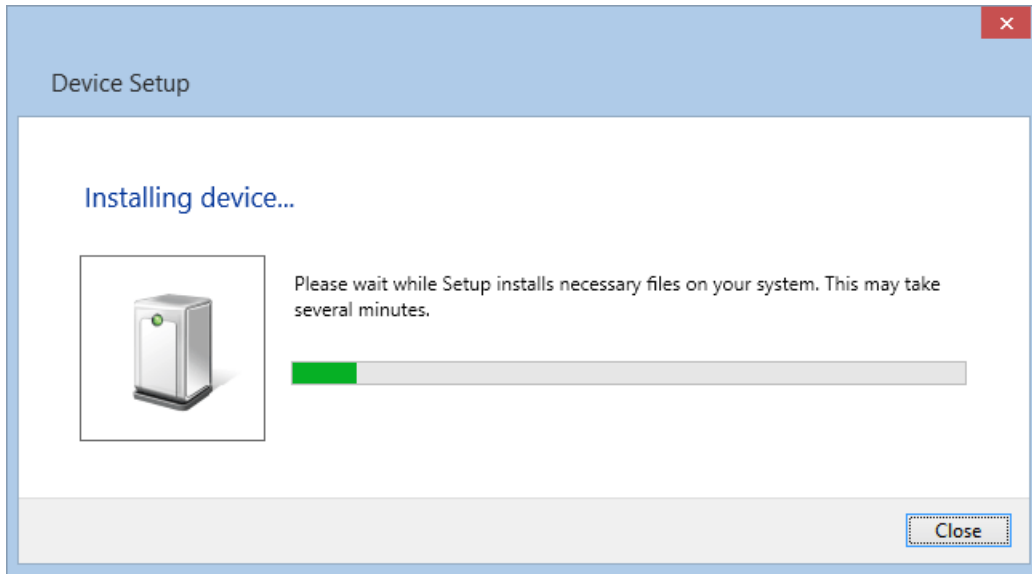 Device Setup
Installing device...
Please wait while Setup installs necessary files on your system. This may take
several minutes.
Close